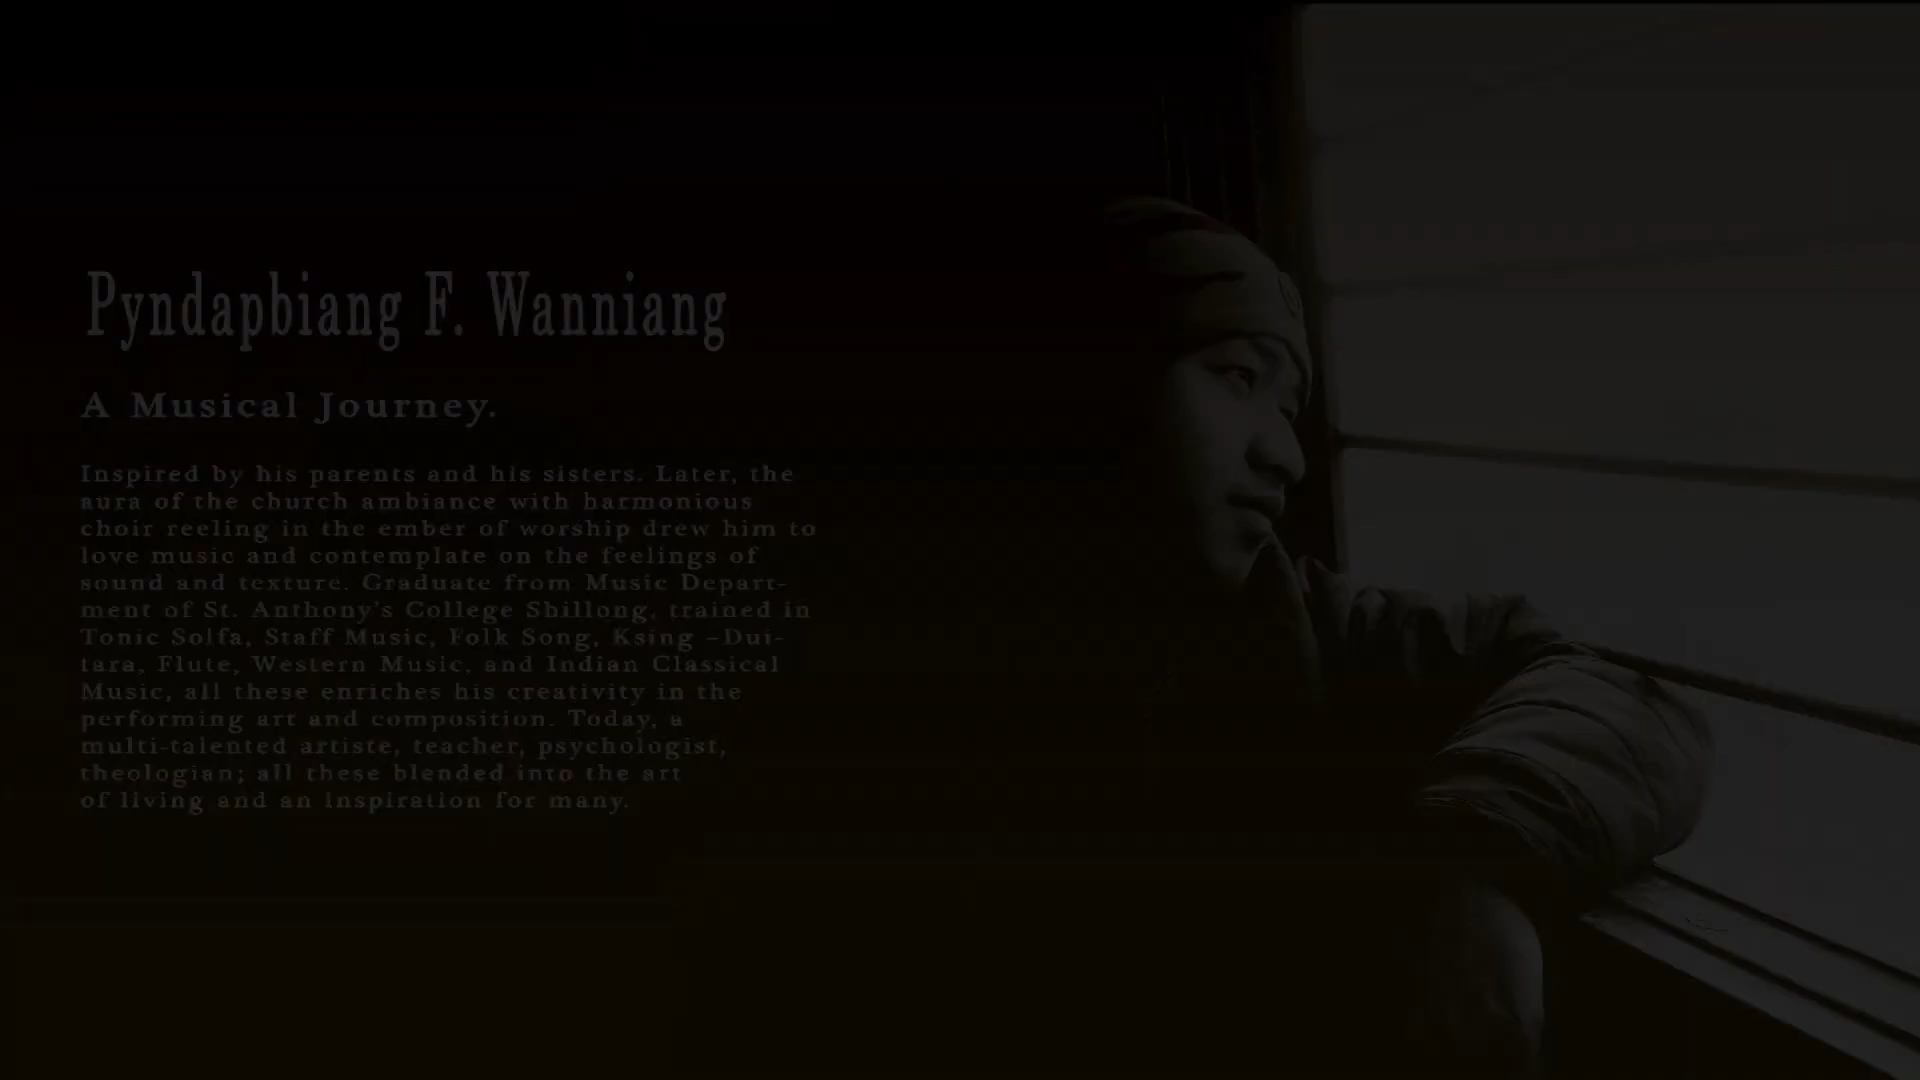 Pyndapbiang F. Wanniang
A Musical Journey.
Inspired by his parents and his sisters. Later, the
aura of the church ambiance with harmonious
choir reeling in the ember of worship drew him to
love music and contemplate on the feelings of
sound and texture. Graduate from Music Depart-
ment of St. Anthony's College Shillong, trained in
Tonic Solfa, Staff Music, Folk Song, Ksing –Dui-
tara, Flute, Western Music, and Indian Classical
Music, all these enriches his creativity in the
performing art and composition. Today, a
multi-talented artiste, teacher, psychologist,
theologian; all these blended into the art
of living and an inspiration for many.